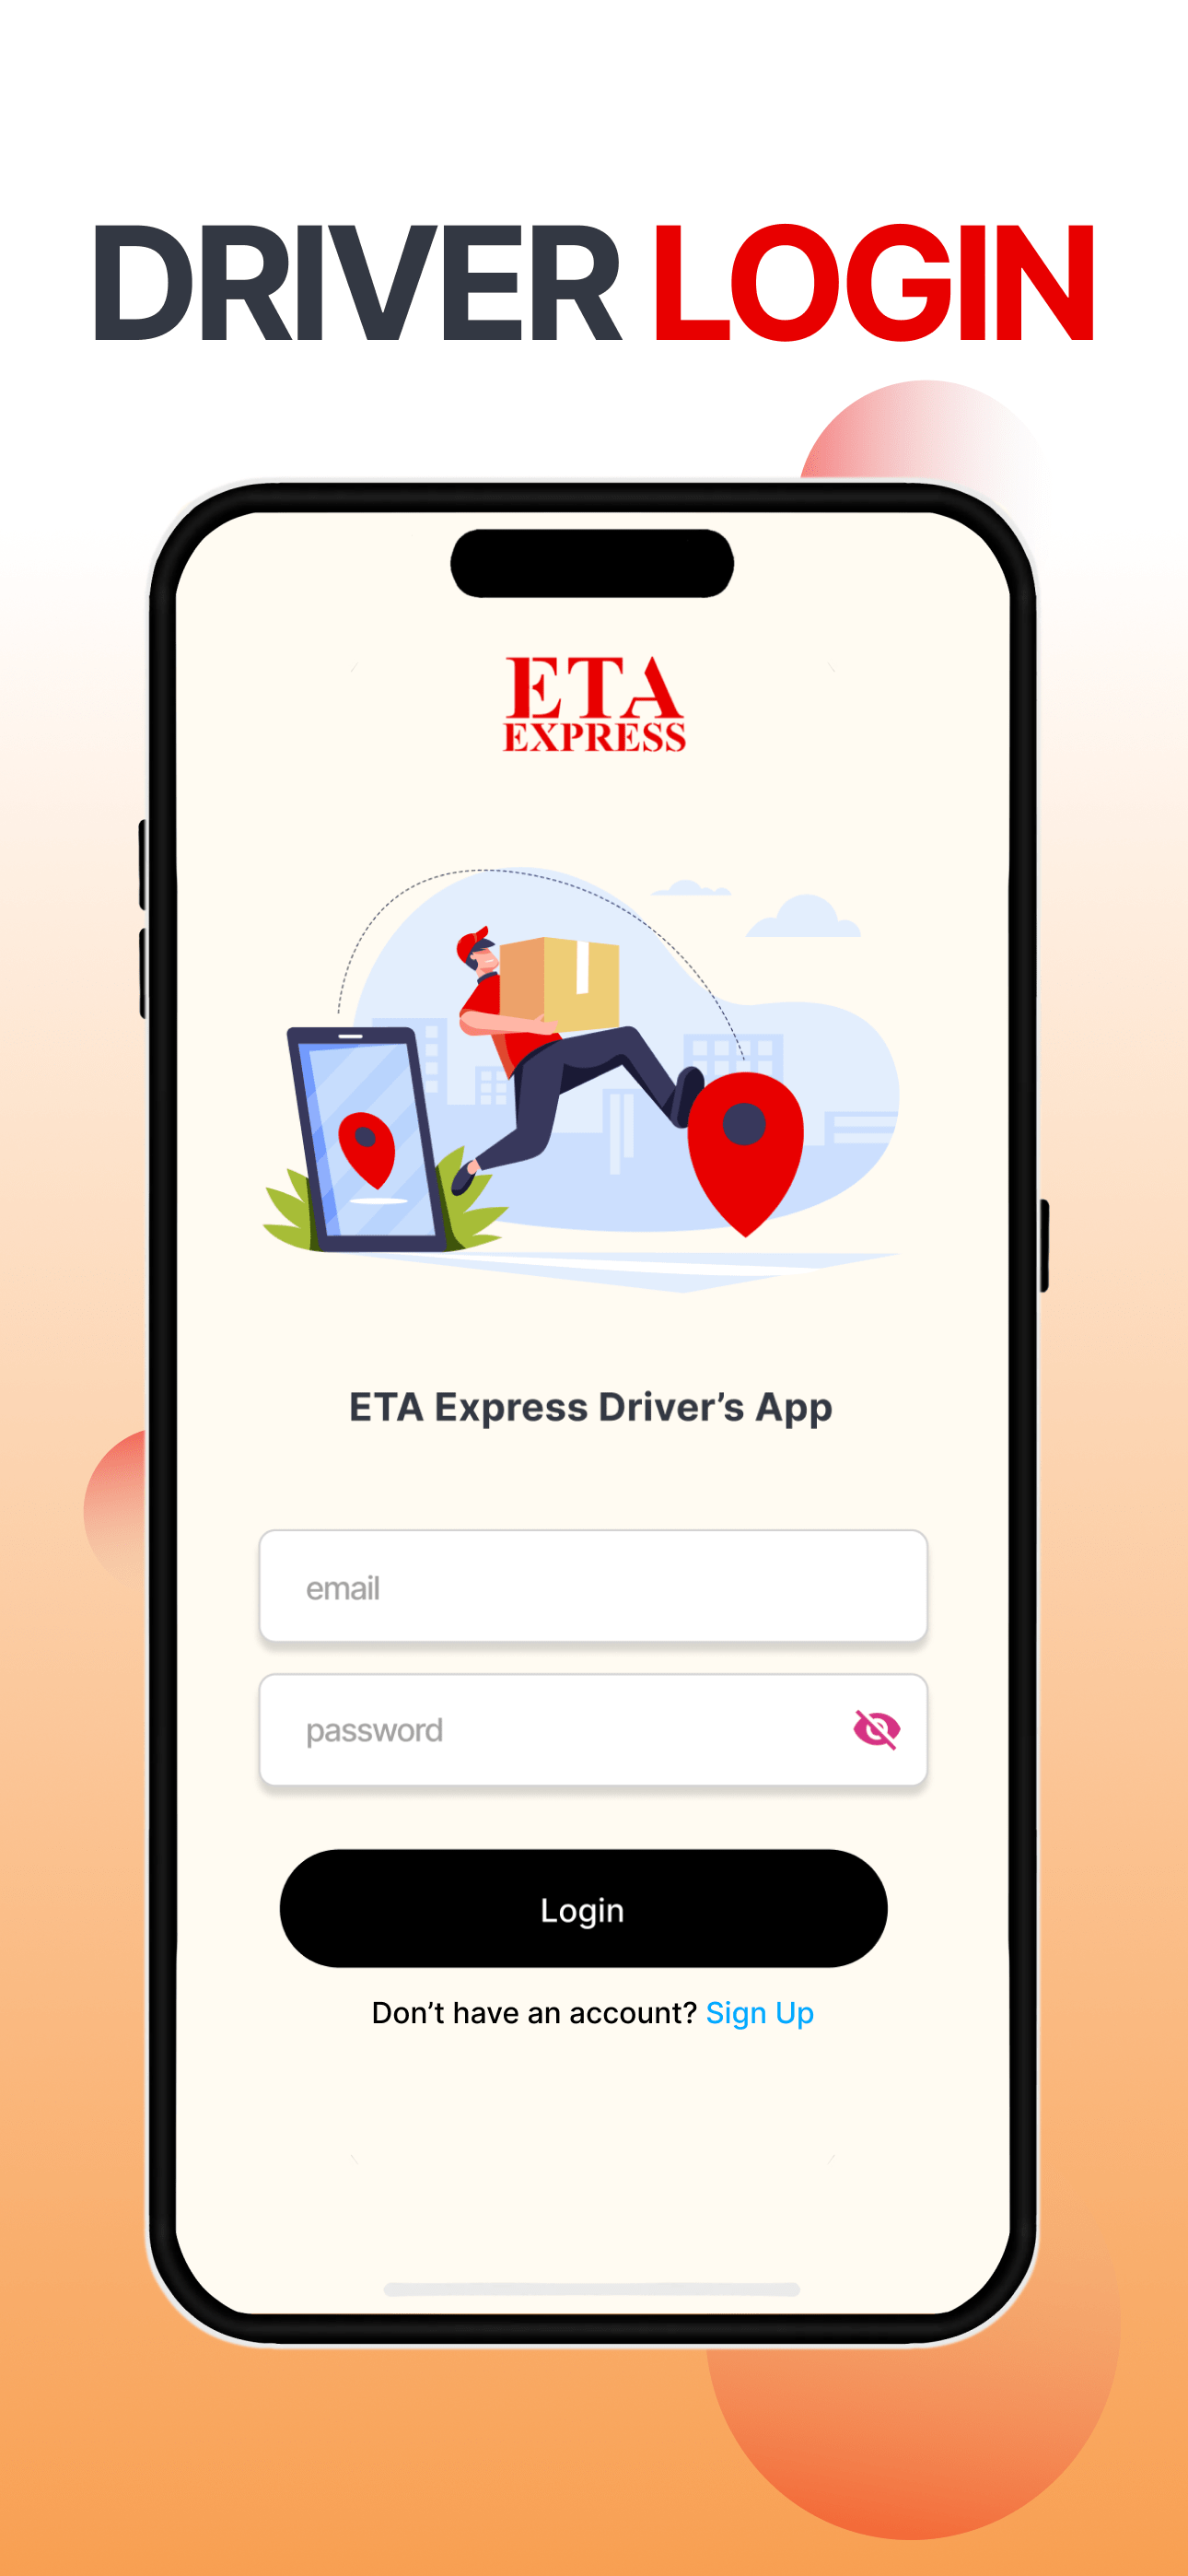 DRIVER LOGIN
ETA
EXPRESS
ETA Express Driver’s App
email
password
Login
Don’t have an account? Sign Up